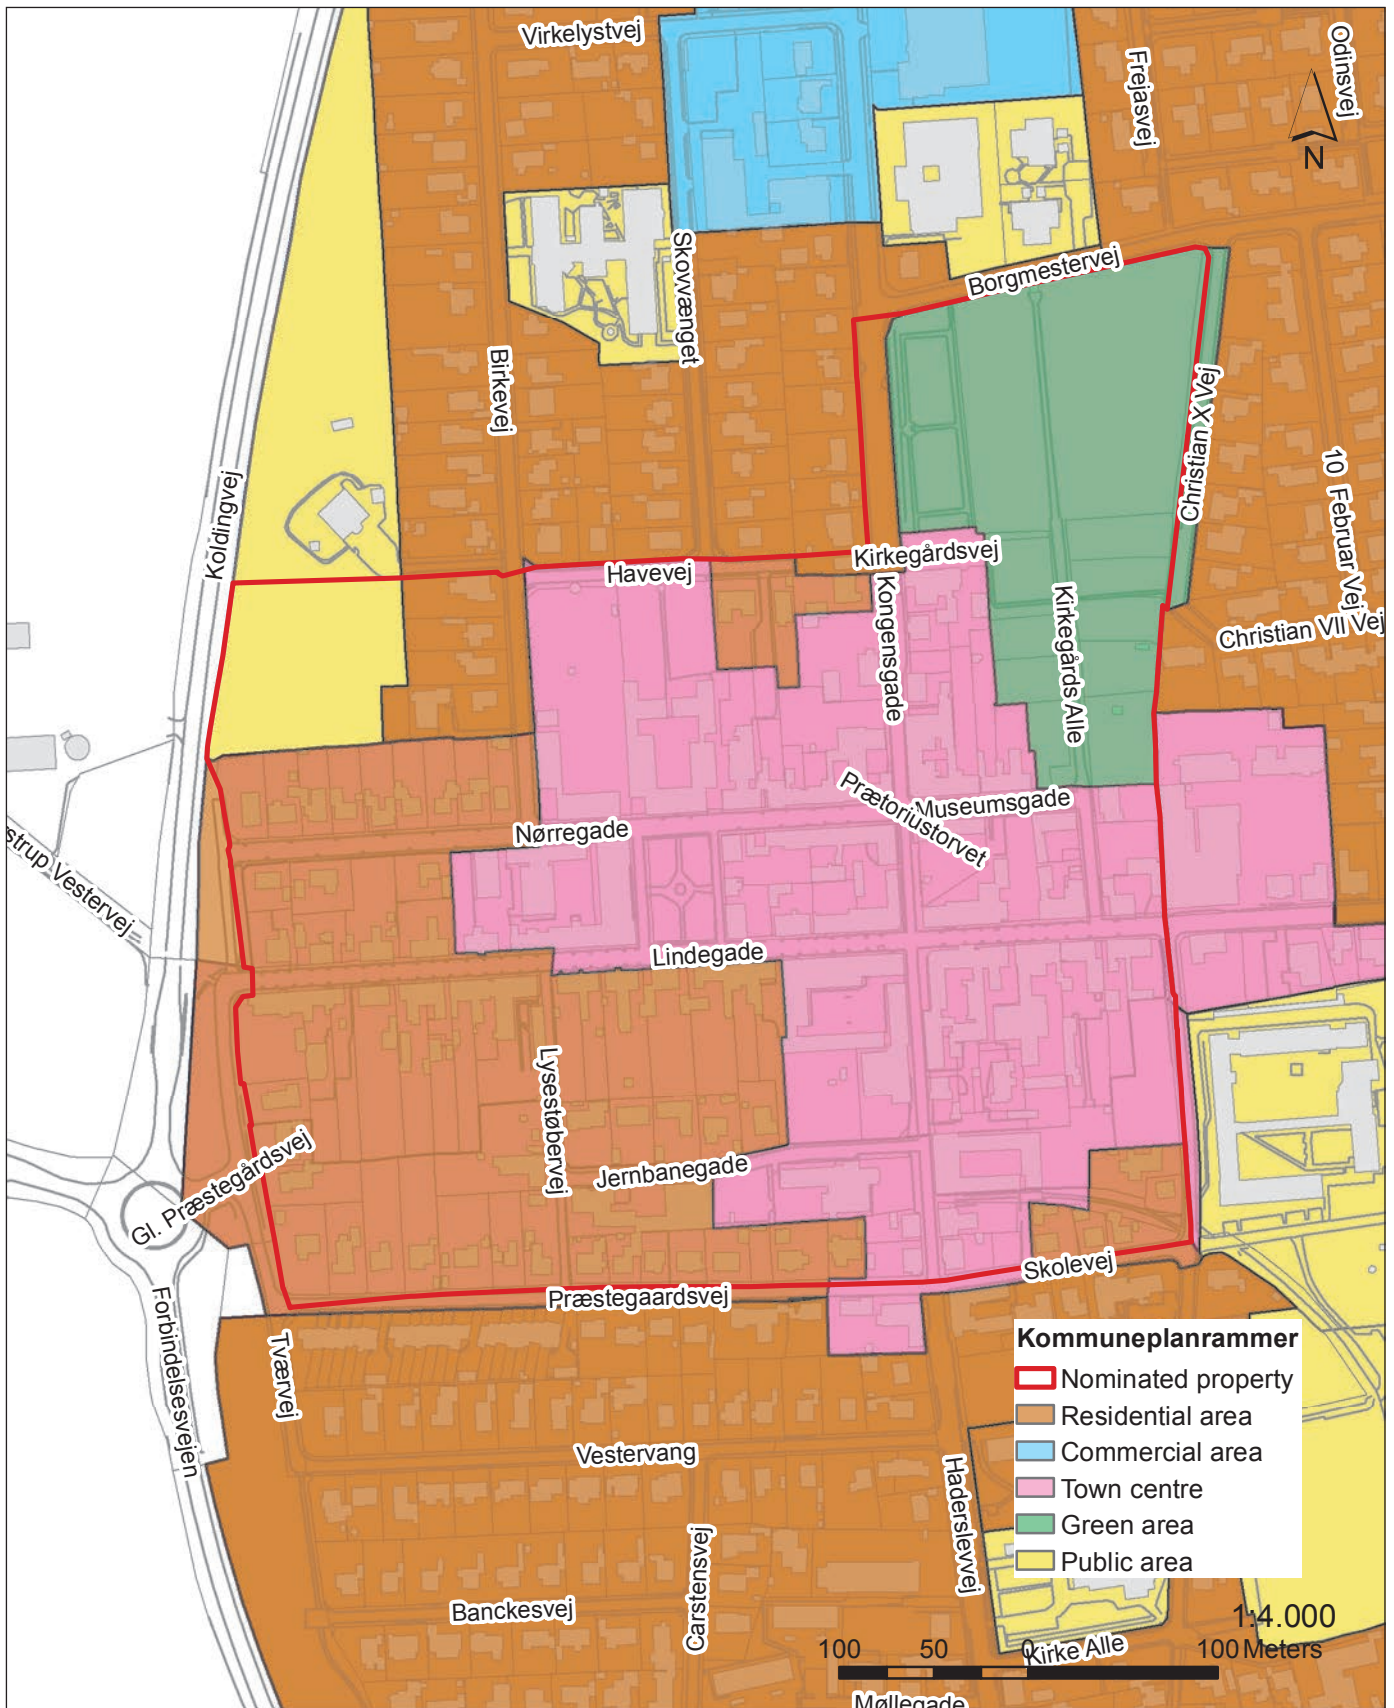 Virkelystvej
Frejasvej
Odinsvej
N
Skovvænget
Borgmestervej
Birkevej
Christian X Vej
Koldingvej
10 Februar Vej
Havevej
Kirkegårdsvej
Kongensgade
Kirkegårds Alle
Christian VII Vej
Prætoriustorvet
Museumsgade
Nørregade
strup Vestervej
Lindegade
Lysestøbervej
Jernbanegade
Gl. Præstegårdsvej
Skolevej
Præstegaardsvej
Forbindelsesvejen
Tværvej
Kommuneplanrammer
Nominated property
Residential area
Commercial area
Town centre
Green area
Public area
Vestervang
Haderslevvej
Carstensvej
Banckesvej
1:4.000
100 50 0 100 Meters
Kirke Alle
Møllegade